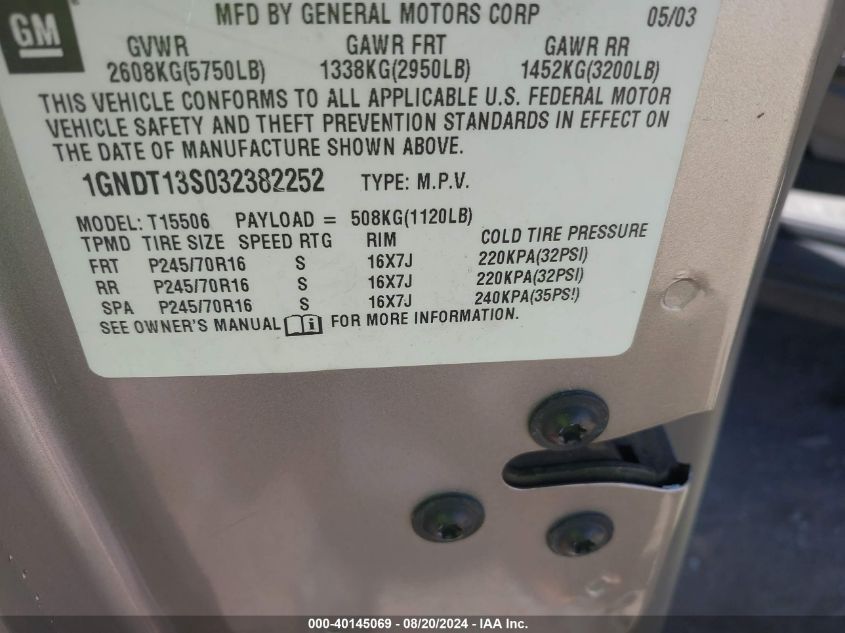 GM
MFD BY GENERAL MOTORS CORP 05/03
GVWR GAWR FRT GAWR RR
2608KG(5750LB) 1338KG(2950LB) 1452KG(3200LB)
THIS VEHICLE CONFORMS TO ALL APPLICABLE U.S. FEDERAL MOTOR
VEHICLE SAFETY AND THEFT PREVENTION STANDARDS IN EFFECT ON
THE DATE OF MANUFACTURE SHOWN ABOVE.
1GNDT13S032382252 TYPE: M.P.V.
MODEL: T15506 PAYLOAD = 508KG(1120LB)
TPMD TIRE SIZE SPEED RTG RIM COLD TIRE PRESSURE
FRT P245/70R16 S 16X7J 220KPA(32PSI)
RR P245/70R16 S 16X7J 220KPA(32PSI)
SPA P245/70R16 S 16X7J 240KPA(35PSI)
SEE OWNER'S MANUAL i FOR MORE INFORMATION.
000-40145069 - 08/20/2024 - IAA Inc.